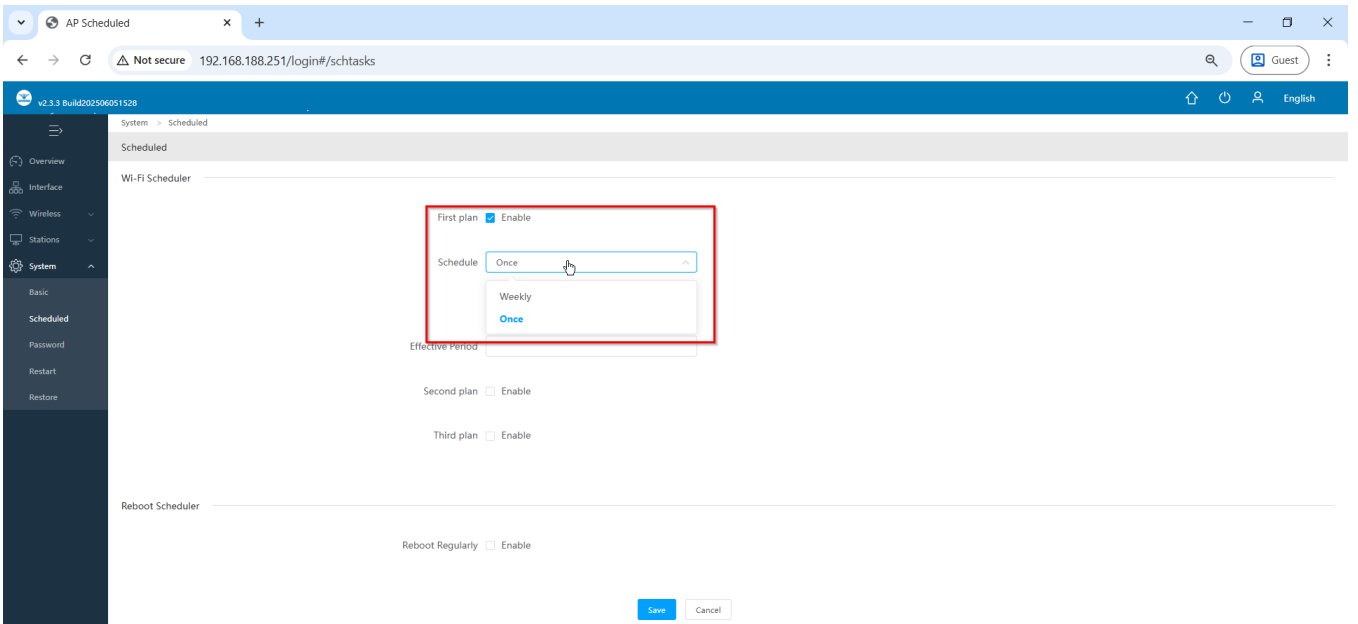 AP Scheduled
Not secure 192.168.188.251/login#/schtasks Guest
v2.3.3 Build202506051528 English
System > Scheduled
Scheduled
Overview
Interface
Wireless
Stations
System
Basic
Scheduled
Password
Restart
Restore
Wi-Fi Scheduler
First plan Enable
Schedule Once
Weekly
Once
Effective Period
Second plan Enable
Third plan Enable
Reboot Scheduler
Reboot Regularly Enable
Save Cancel